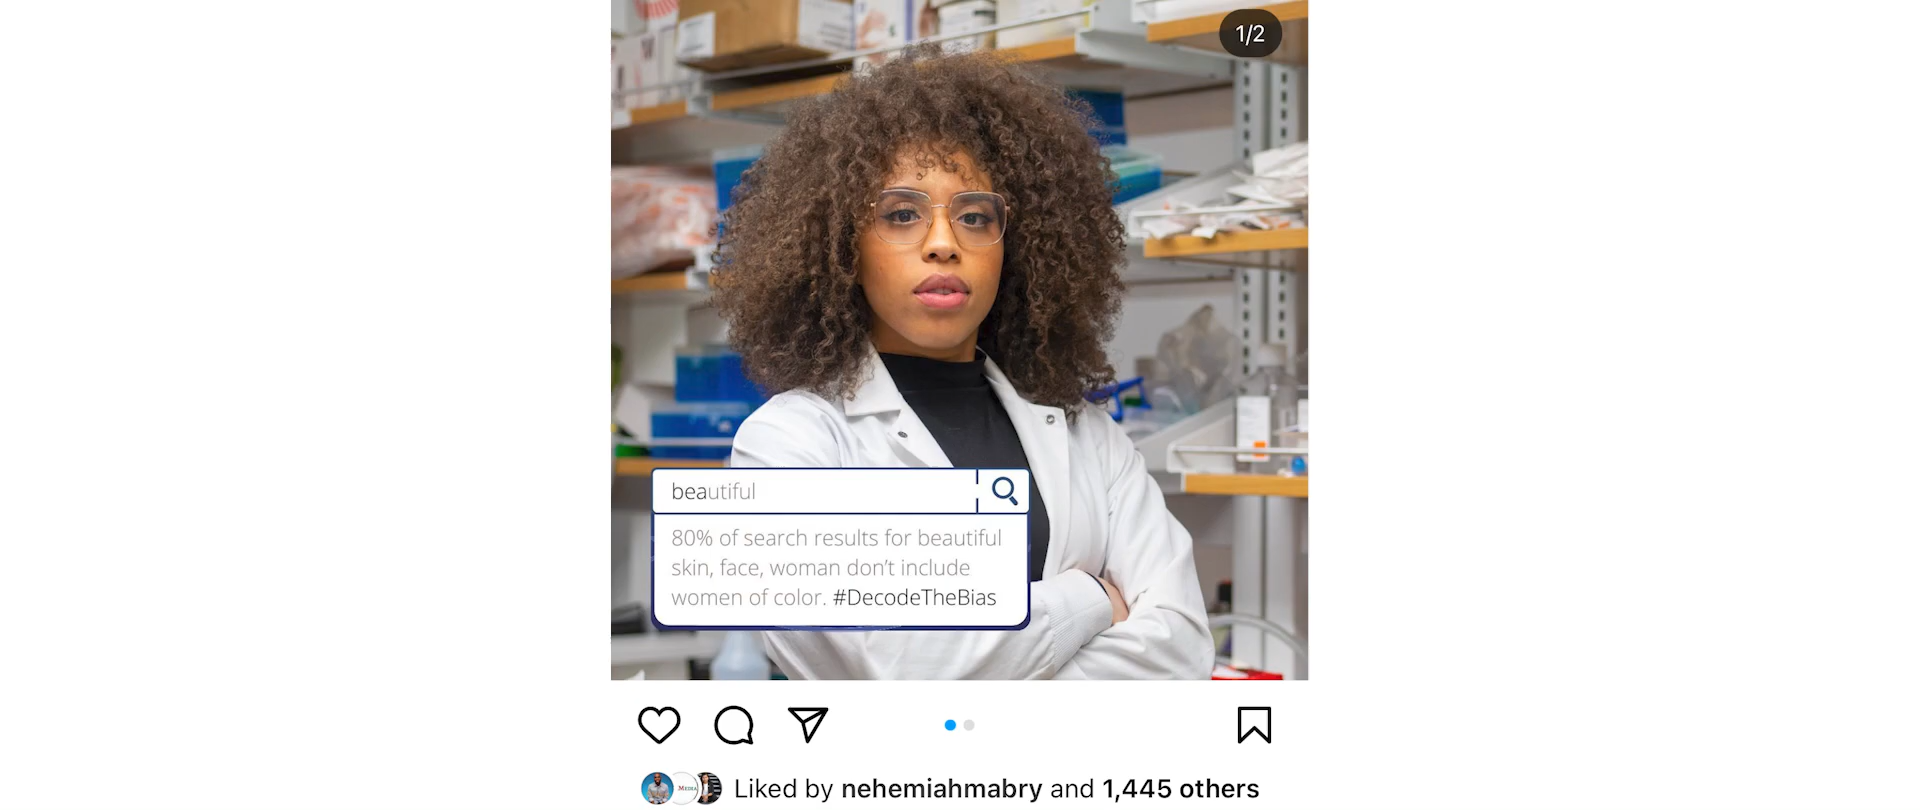 1/2
beautiful
80% of search results for beautiful
skin, face, woman don't include
women of color. #DecodeTheBias
MEDIA
Liked by nehemiahmabry and 1,445 others